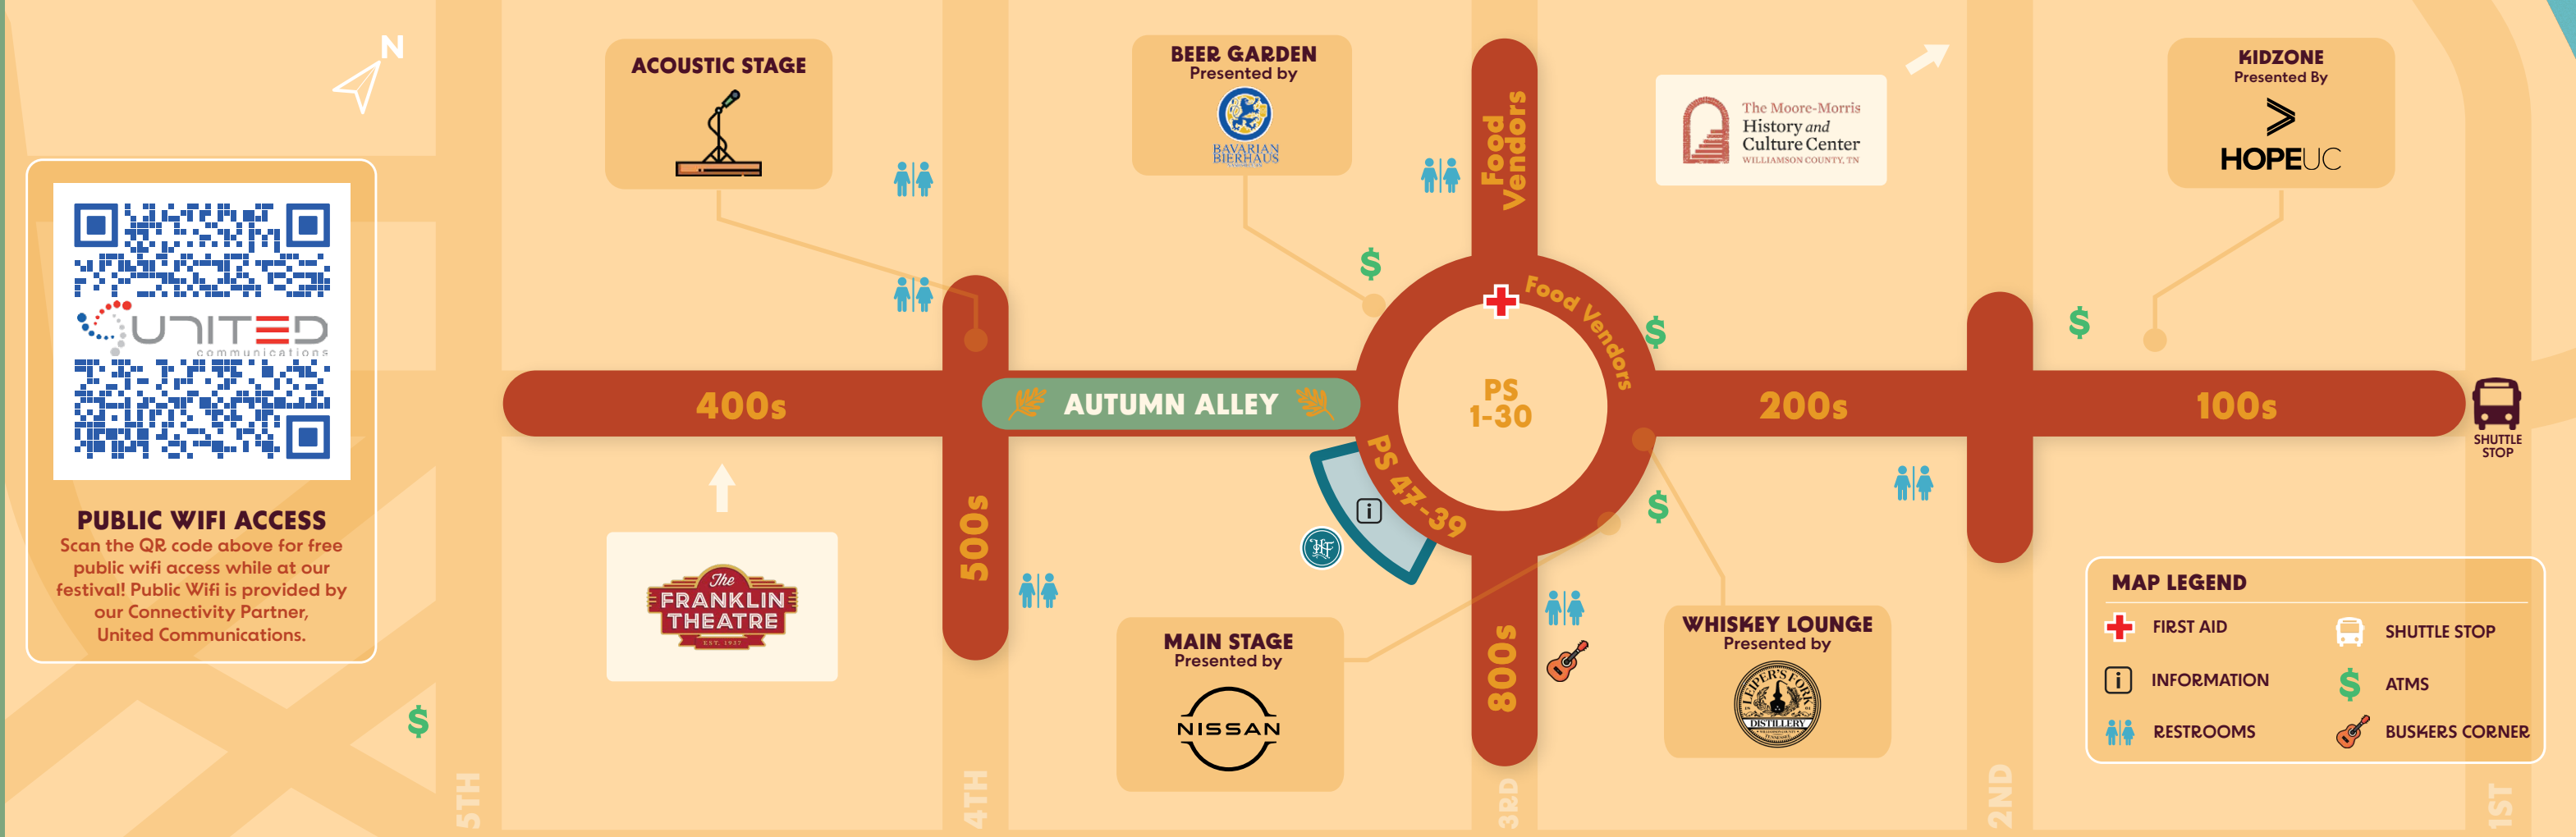 N
ACOUSTIC STAGE
BEER GARDEN
Presented by
BAVARIAN
BIERHAUS
Food
Vendors
The Moore-Morris
History and
Culture Center
WILLIAMSON COUNTY, TN
KIDZONE
Presented By
HOPEUC
UNITED
communications
PUBLIC WIFI ACCESS
Scan the QR code above for free
public wifi access while at our
festival! Public Wifi is provided by
our Connectivity Partner,
United Communications.
400s
AUTUMN ALLEY
Food Vendors
PS
1-30
PS 47-39
200s
100s
SHUTTLE
STOP
500s
The
FRANKLIN
THEATRE
EST. 1937
HF
MAIN STAGE
Presented by
NISSAN
800s
WHISKEY LOUNGE
Presented by
LEIPER'S FORK
DISTILLERY
TENNESSEE
MAP LEGEND
FIRST AID
SHUTTLE STOP
i
INFORMATION
$
ATMS
RESTROOMS
BUSKERS CORNER
5TH
4TH
3RD
2ND
1ST